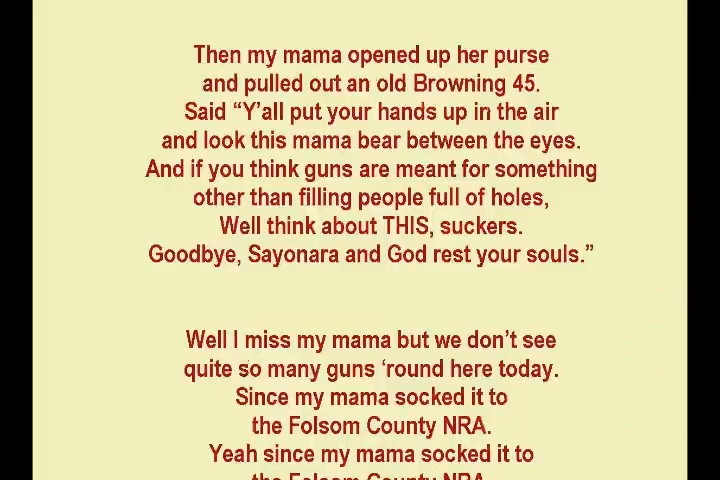 Then my mama opened up her purse
and pulled out an old Browning 45.
Said “Y’all put your hands up in the air
and look this mama bear between the eyes.
And if you think guns are meant for something
other than filling people full of holes,
Well think about THIS, suckers.
Goodbye, Sayonara and God rest your souls.”
Well I miss my mama but we don’t see
quite so many guns ‘round here today.
Since my mama socked it to
the Folsom County NRA.
Yeah since my mama socked it to
the Folsom County NRA